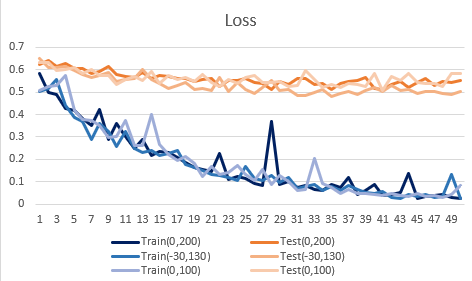 Loss
0.7
0.6
0.5
0.4
0.3
0.2
0.1
0
1 3 5 7 9 11 13 15 17 19 21 23 25 27 29 31 33 35 37 39 41 43 45 47 49
Train(0,200) Test(0,200)
Train(-30,130) Test(-30,130)
Train(0,100) Test(0,100)